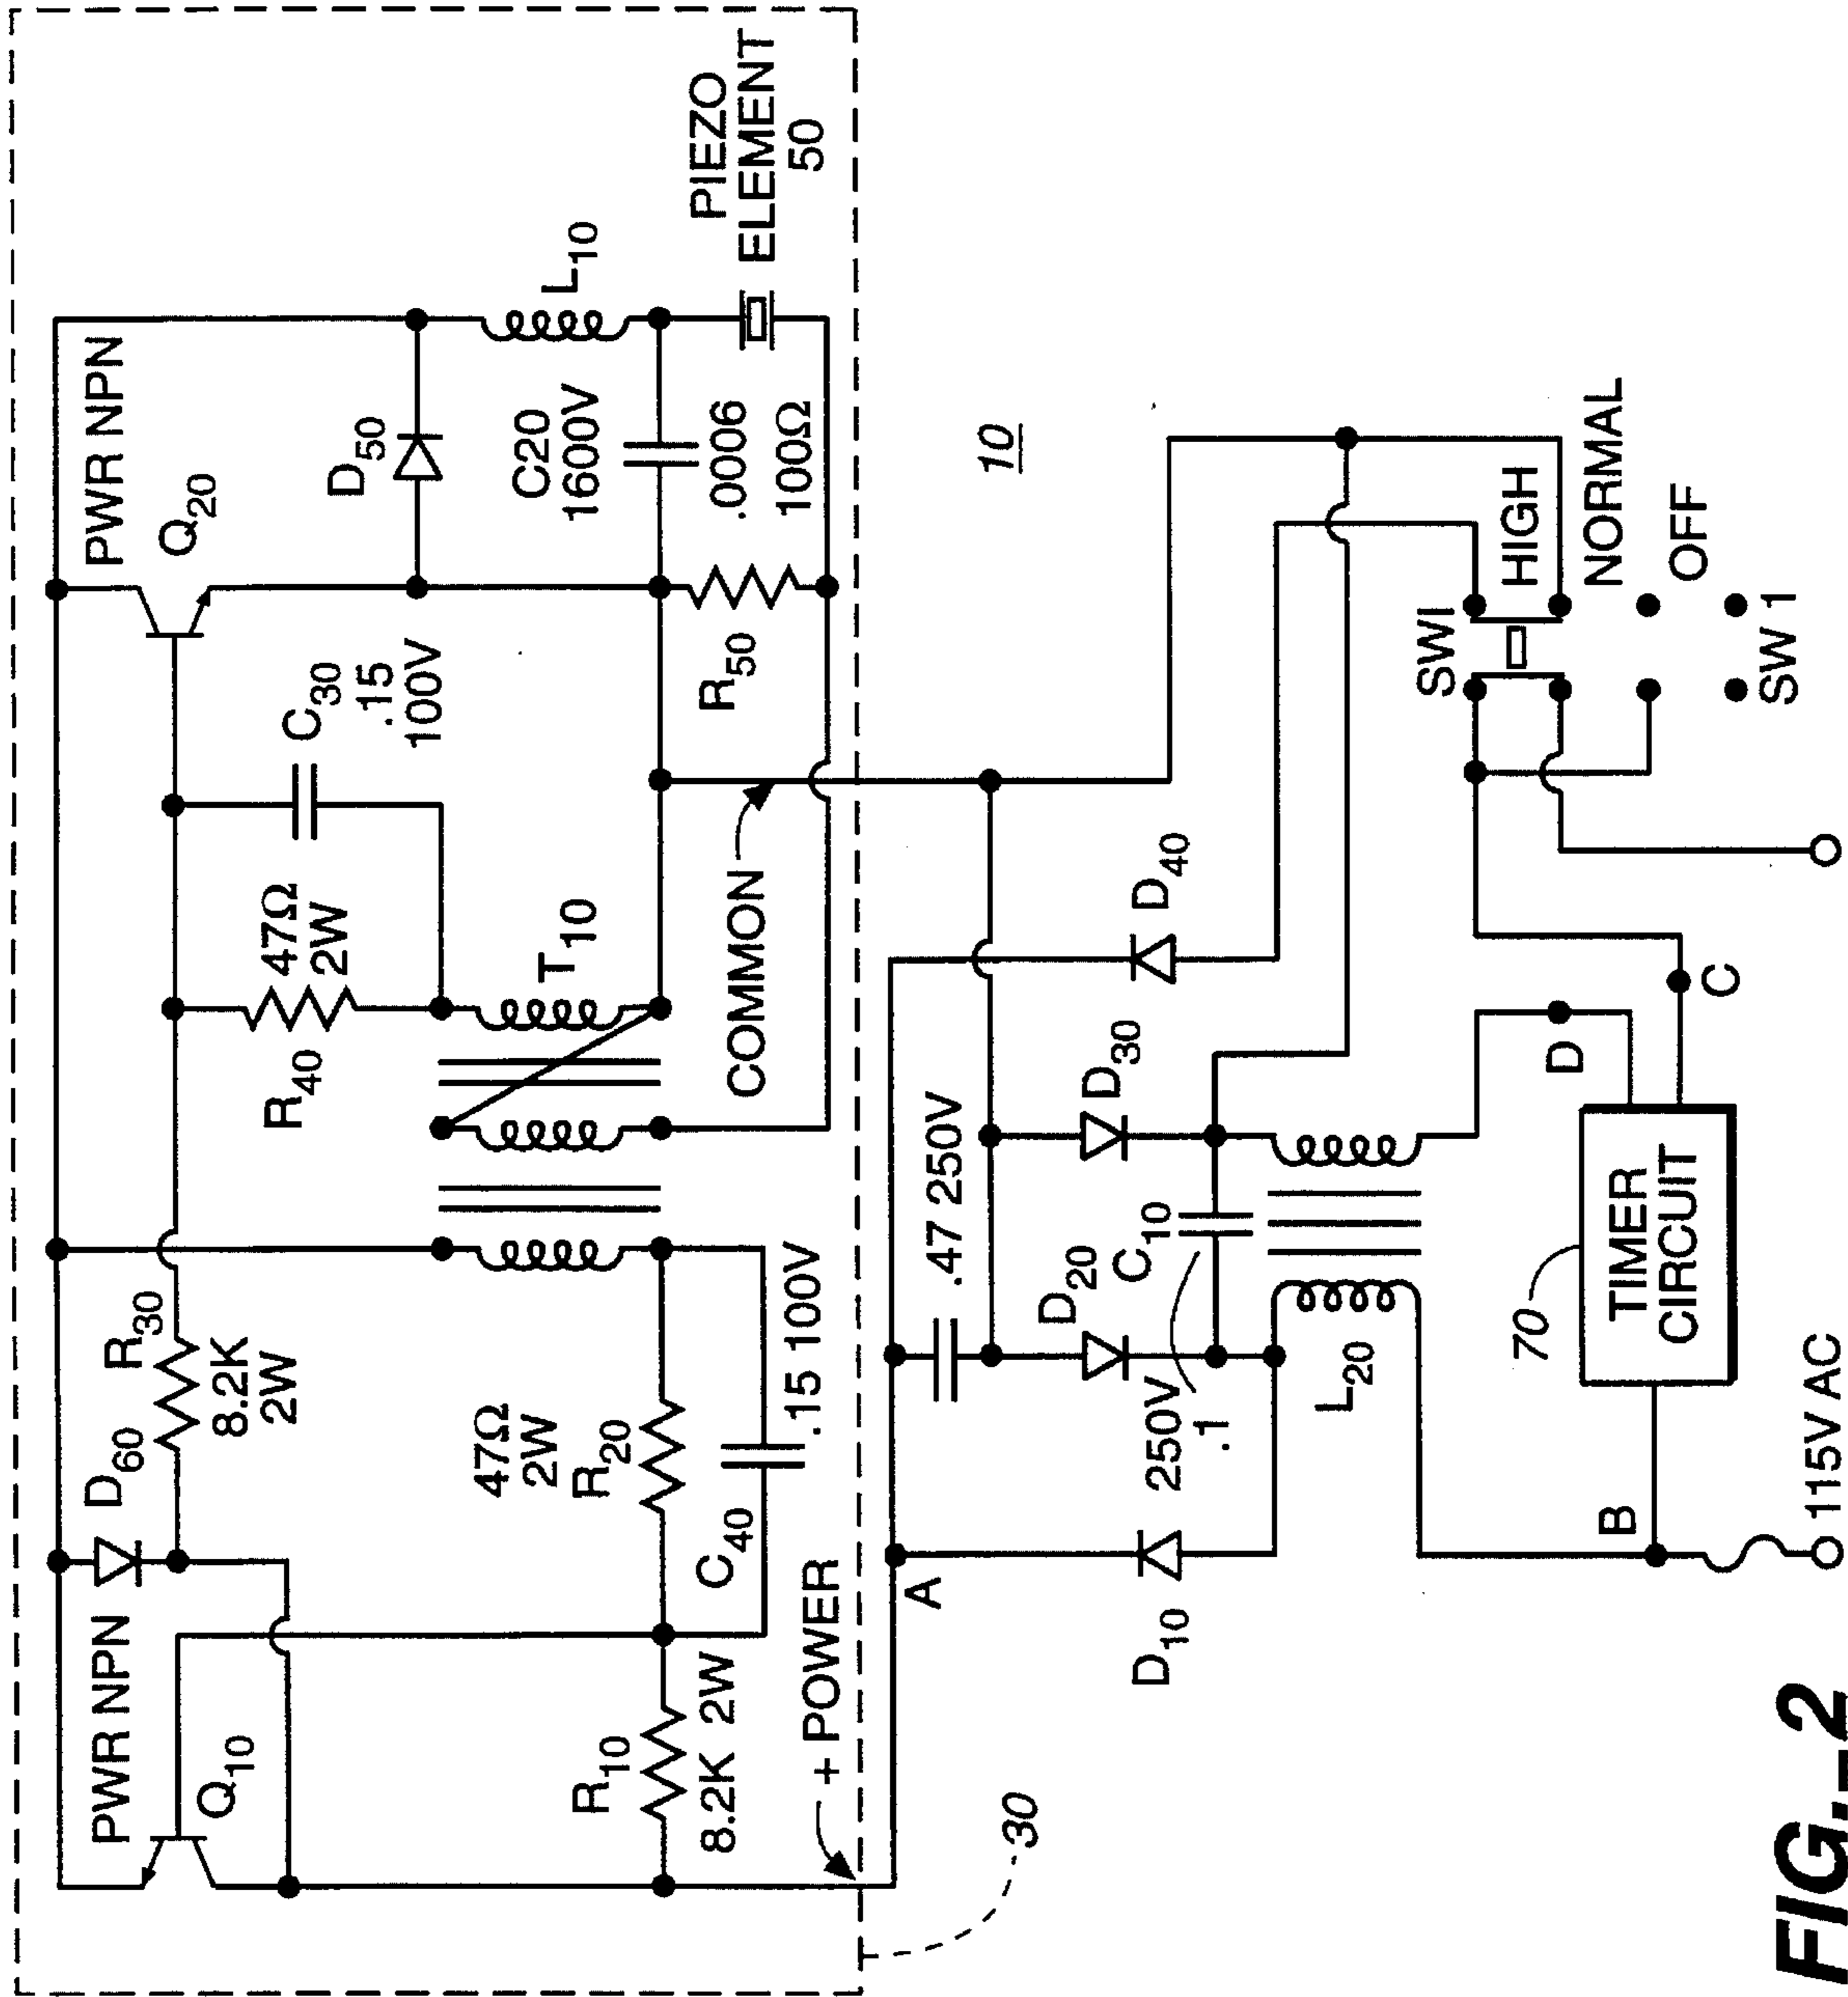 PWR NPN
Q10
D60
R30
8.2K
2W
R40
47Ω
2W
C30
.15
100V
Q20
PWR NPN
D50
C20
1600V
.0006
100Ω
R50
L10
PIEZO
ELEMENT
50
T10
47Ω
2W
R20
C40
.15 100V
R10
8.2K 2W
+ POWER
COMMON
30
10
A
.47 250V
D10
D20
D30
D40
C10
250V
.1
L20
B
D
C
70
TIMER
CIRCUIT
SWI
HIGH
NORMAL
OFF
SW 1
115V AC
FIG.-2